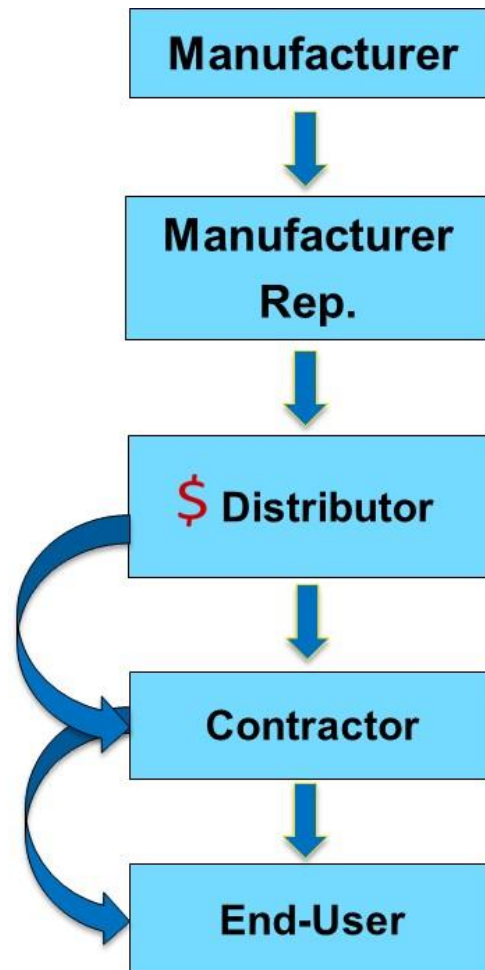 Manufacturer
Manufacturer
Rep.
$ Distributor
Contractor
End-User